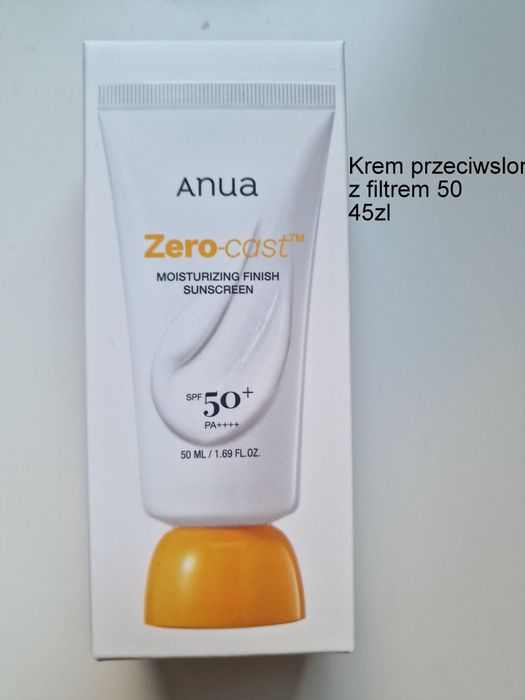 Anua
Zero-cast™
MOISTURIZING FINISH
SUNSCREEN
SPF 50+
PA++++
50 ML / 1.69 FL.OZ.
Krem
z filtrem 50
45zl